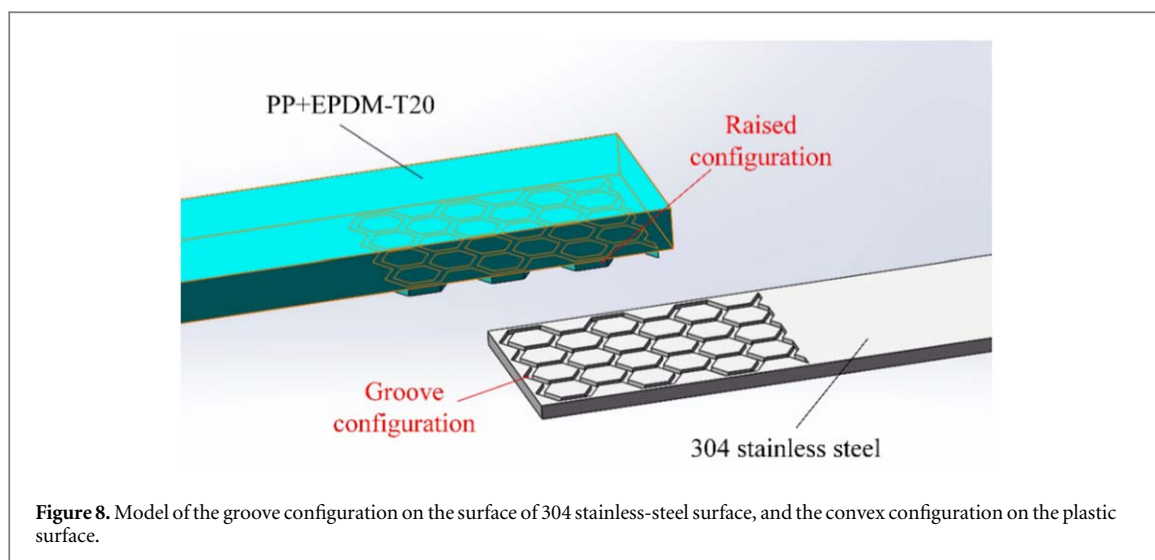 PP+EPDM-T20
Raised
configuration
Groove
configuration
304 stainless steel
Figure 8. Model of the groove configuration on the surface of 304 stainless-steel surface, and the convex configuration on the plastic
surface.